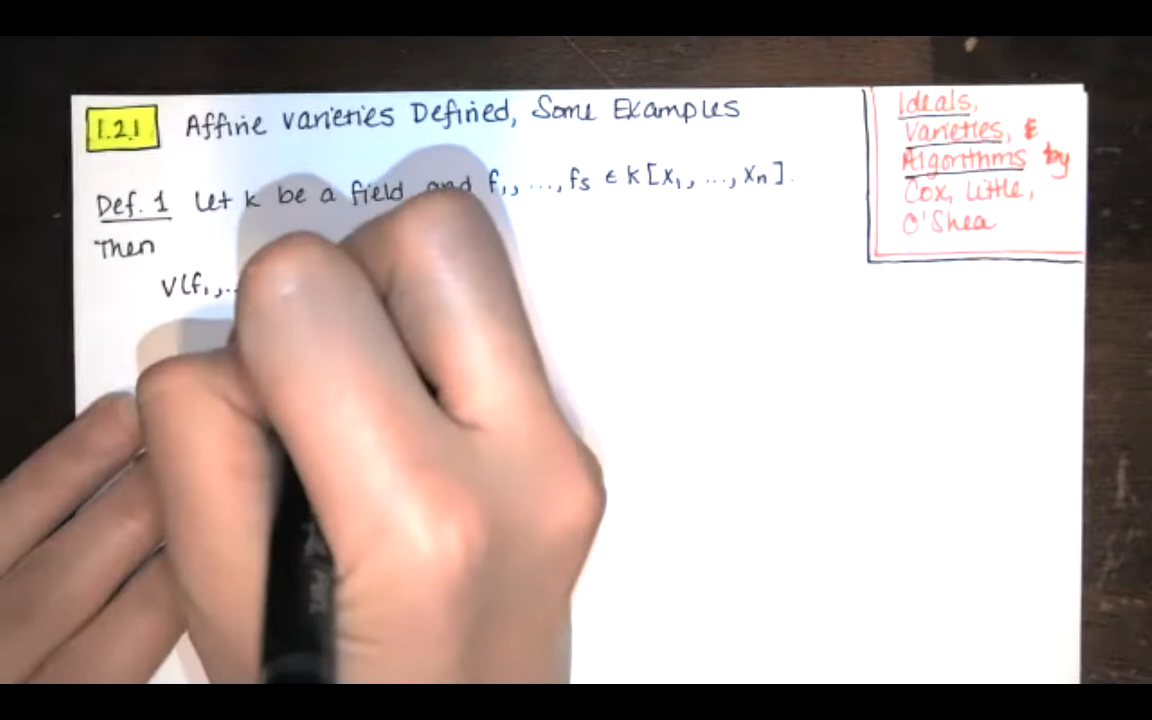 1.2.1 Affine Varieties Defined, Some Examples
Def. 1 Let k be a field and f₁, ..., fₛ ∈ k[x₁, ..., xₙ].
Then
V(f₁,..
Ideals,
Varieties, &
Algorithms by
Cox, Little,
O'Shea